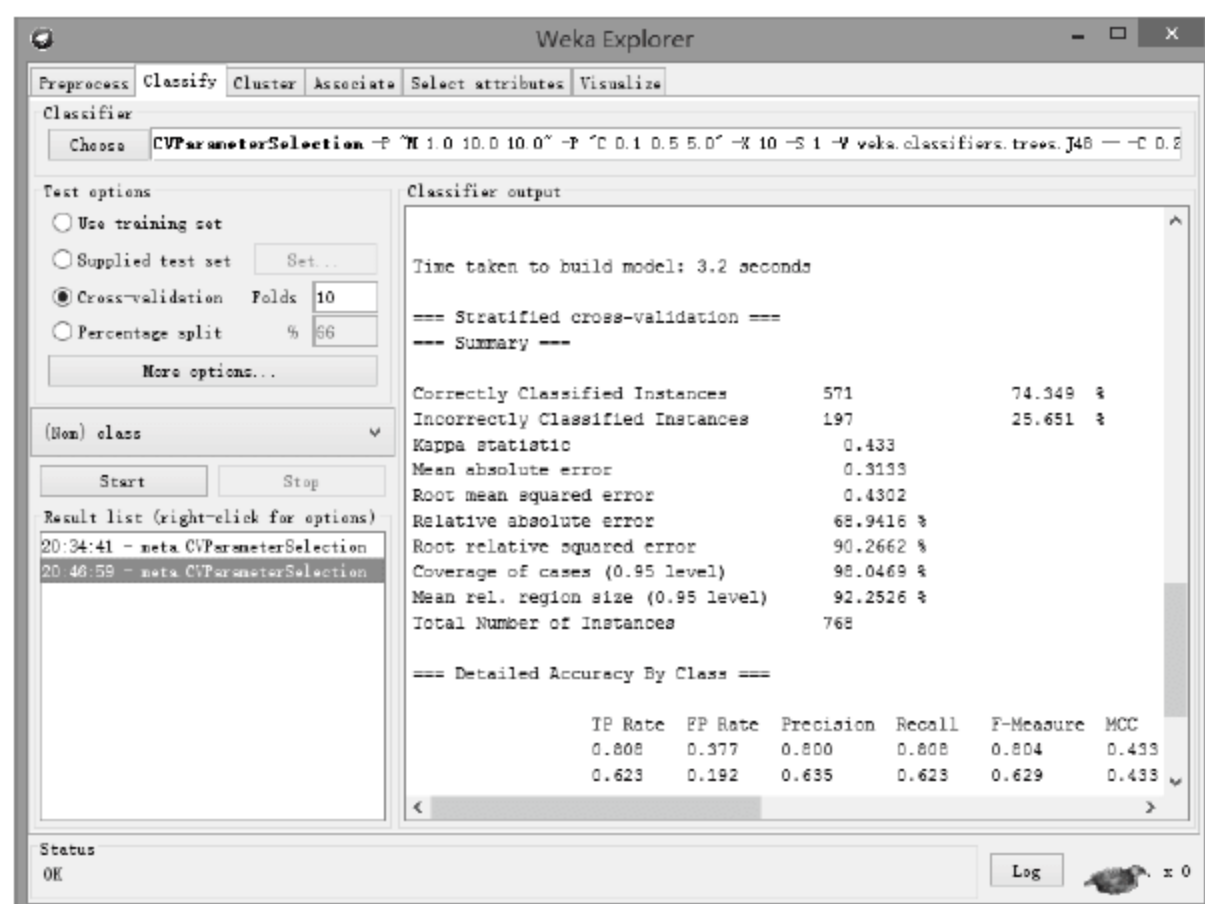 Weka Explorer
Preprocess Classify Cluster Associate Select attributes Visualize
Classifier
Choose CVParameterSelection -P "M 1.0 10.0 10.0" -P "C 0.1 0.5 5.0" -X 10 -S 1 -W weka.classifiers.trees.J48 -- -C 0.2
Test options
Use training set
Supplied test set Set...
Cross-validation Folds 10
Percentage split % 66
More options...
(Nom) class
Start Stop
Result list (right-click for options)
20:34:41 - meta.CVParameterSelection
20:46:59 - meta.CVParameterSelection
Classifier output
Time taken to build model: 3.2 seconds
=== Stratified cross-validation ===
=== Summary ===
Correctly Classified Instances 571 74.349 %
Incorrectly Classified Instances 197 25.651 %
Kappa statistic 0.433
Mean absolute error 0.3133
Root mean squared error 0.4302
Relative absolute error 68.9416 %
Root relative squared error 90.2662 %
Coverage of cases (0.95 level) 98.0469 %
Mean rel. region size (0.95 level) 92.2526 %
Total Number of Instances 768
=== Detailed Accuracy By Class ===
TP Rate FP Rate Precision Recall F-Measure MCC
0.808 0.377 0.800 0.808 0.804 0.433
0.623 0.192 0.635 0.623 0.629 0.433
Status
OK
Log x 0